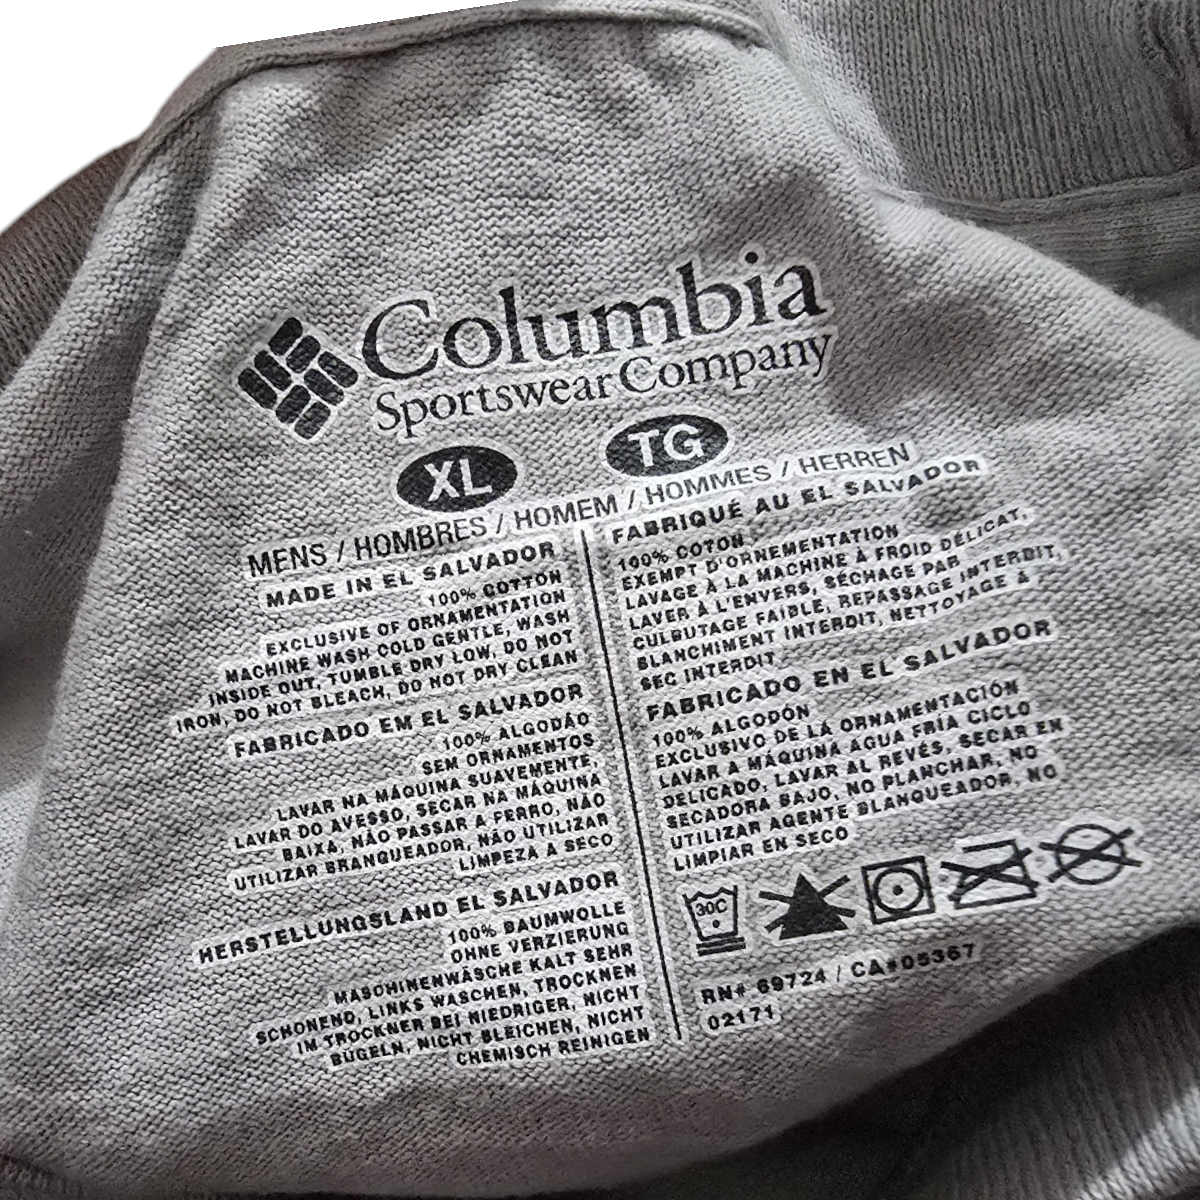 Columbia
Sportswear Company
XL TG
MENS / HOMBRES / HOMEM / HOMMES / HERREN
MADE IN EL SALVADOR
100% COTTON
EXCLUSIVE OF ORNAMENTATION
MACHINE WASH COLD GENTLE, WASH
INSIDE OUT, TUMBLE DRY LOW, DO NOT
IRON, DO NOT BLEACH, DO NOT DRY CLEAN
FABRICADO EM EL SALVADOR
100% ALGODÃO
SEM ORNAMENTOS
LAVAR NA MÁQUINA SUAVEMENTE,
LAVAR DO AVESSO, SECAR NA MÁQUINA
BAIXA, NÃO PASSAR A FERRO, NÃO
UTILIZAR BRANQUEADOR, NÃO UTILIZAR
LIMPEZA A SECO
HERSTELLUNGSLAND EL SALVADOR
100% BAUMWOLLE
OHNE VERZIERUNG
MASCHINENWÄSCHE KALT SEHR
SCHONEND, LINKS WASCHEN, TROCKNEN
IM TROCKNER BEI NIEDRIGER, NICHT
BÜGELN, NICHT BLEICHEN, NICHT
CHEMISCH REINIGEN
FABRIQUÉ AU EL SALVADOR
100% COTON
EXEMPT D'ORNEMENTATION
LAVAGE À LA MACHINE À FROID DÉLICAT,
LAVER À L'ENVERS, SÉCHAGE PAR
CULBUTAGE FAIBLE, REPASSAGE INTERDIT,
BLANCHIMENT INTERDIT, NETTOYAGE À
SEC INTERDIT
FABRICADO EN EL SALVADOR
100% ALGODÓN
EXCLUSIVO DE LA ORNAMENTACIÓN
LAVAR A MÁQUINA AGUA FRÍA CICLO
DELICADO, LAVAR AL REVÉS, SECAR EN
SECADORA BAJO, NO PLANCHAR, NO
UTILIZAR AGENTE BLANQUEADOR, NO
LIMPIAR EN SECO
30C
RN# 69724 / CA#05367
02171